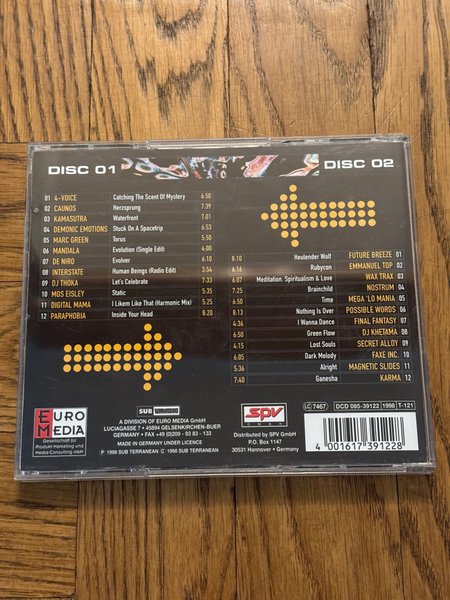 DISC 01
01 4-VOICE Catching The Scent Of Mystery 6:50
02 CAUNOS Herzsprung 7:39
03 KAMASUTRA Waterfront 7:01
04 DEMONIC EMOTIONS Stuck On A Spacetrip 6:53
05 MARC GREEN Torus 5:50
06 MANDALA Evolution (Single Edit) 4:00
07 DE NIRO Evolver 6:09
08 INTERSTATE Human Beings (Radio Edit) 3:54
09 DJ THOKA Let's Celebrate 7:33
10 MOS EISLEY Static 5:35
11 DIGITAL MAMA I Likem Like That (Harmonic Mix) 5:25
12 PARAPHOBIA Inside Your Head 8:20
DISC 02
8:10 Heulender Wolf FUTURE BREEZE 01
6:16 Rubycon EMMANUEL TOP 02
6:07 Meditation, Spiritualism & Love WAX TRAX 03
Brainchild NOSTRUM 04
Time MEGA 'LO MANIA 05
8:13 Nothing Is Over POSSIBLE WORDS 06
4:36 I Wanna Dance FINAL FANTASY 07
6:50 Green Flow DJ KHETAMA 08
4:15 Lost Souls SECRET ALLOY 09
6:05 Dark Melody FAKE INC. 10
5:35 Alright MAGNETIC SLIDES 11
7:40 Ganesha KARMA 12
EURO
MEDIA
Gesellschaft für
Produkt-Marketing und
Media-Consulting mbH
SUB TERRANEAN
A DIVISION OF EURO MEDIA GmbH
LUCIAGASSE 7 • 45894 GELSENKIRCHEN-BUER
GERMANY • FAX +49 (0)209 - 93 83 - 133
P 1998 SUB TERRANEAN C 1998 SUB TERRANEAN
SPV
Distributed by SPV GmbH
P.O. Box 1147
30531 Hannover • Germany
MADE IN GERMANY UNDER LICENCE
LC 7467 DCD 085-39122 1998 T-121
4 001617 391228